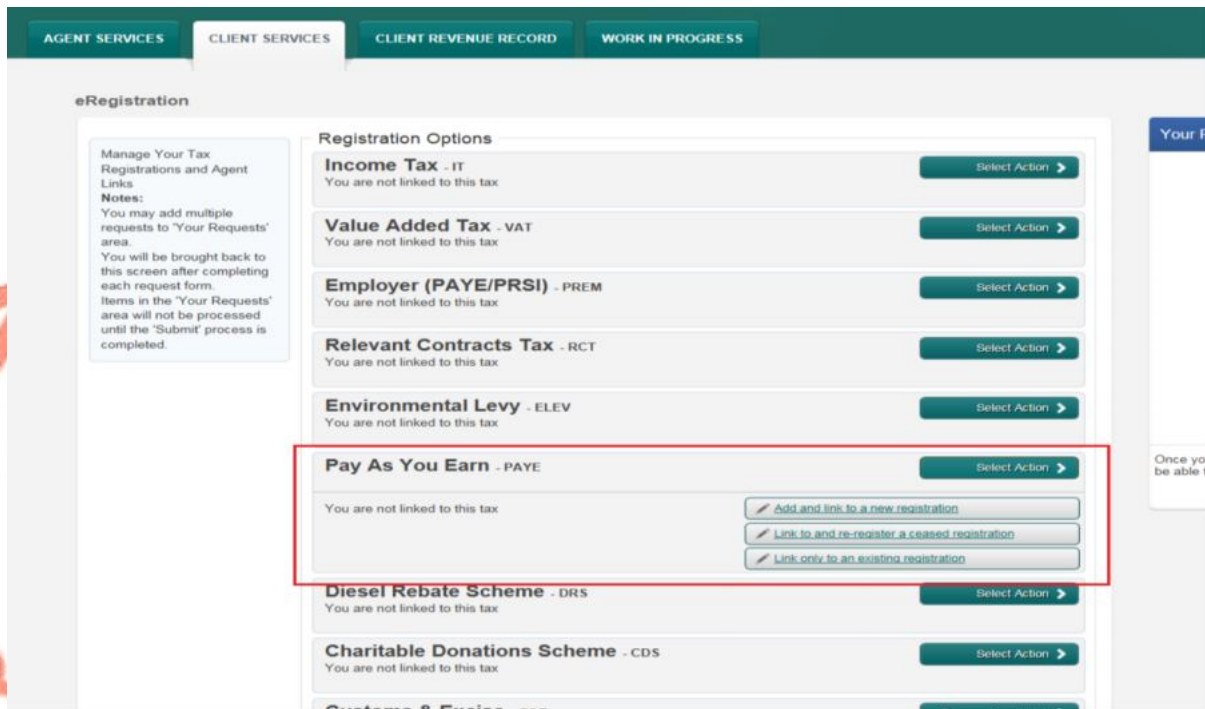 AGENT SERVICES
CLIENT SERVICES
CLIENT REVENUE RECORD
WORK IN PROGRESS
eRegistration
Manage Your Tax
Registrations and Agent
Links
Notes:
You may add multiple
requests to 'Your Requests'
area.
You will be brought back to
this screen after completing
each request form.
Items in the 'Your Requests'
area will not be processed
until the 'Submit' process is
completed.
Registration Options
Income Tax - IT
Select Action
You are not linked to this tax
Value Added Tax - VAT
Select Action
You are not linked to this tax
Employer (PAYE/PRSI) - PREM
Select Action
You are not linked to this tax
Relevant Contracts Tax - RCT
Select Action
You are not linked to this tax
Environmental Levy - ELEV
Select Action
You are not linked to this tax
Pay As You Earn - PAYE
Select Action
You are not linked to this tax
Add and link to a new registration
Link to and re-register a ceased registration
Link only to an existing registration
Diesel Rebate Scheme - DRS
Select Action
You are not linked to this tax
Charitable Donations Scheme - CDS
Select Action
You are not linked to this tax
Customs & Excise
Your
Once yo
be able